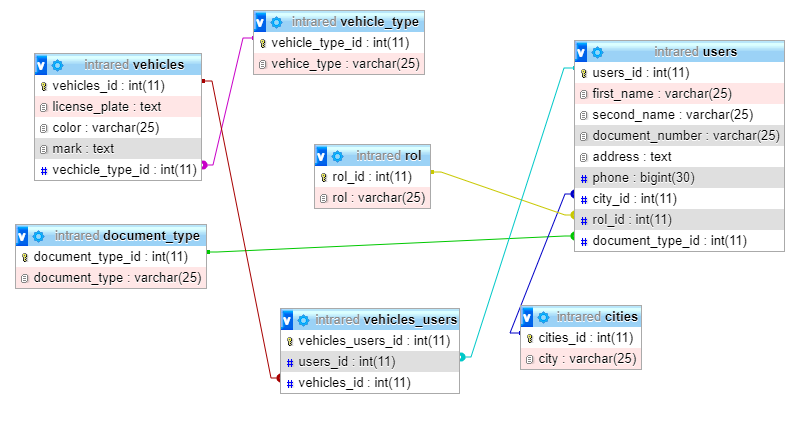 intrared vehicle_type
vehicle_type_id : int(11)
vehice_type : varchar(25)
intrared vehicles
vehicles_id : int(11)
license_plate : text
color : varchar(25)
mark : text
vechicle_type_id : int(11)
intrared users
users_id : int(11)
first_name : varchar(25)
second_name : varchar(25)
document_number : varchar(25)
address : text
phone : bigint(30)
city_id : int(11)
rol_id : int(11)
document_type_id : int(11)
intrared rol
rol_id : int(11)
rol : varchar(25)
intrared document_type
document_type_id : int(11)
document_type : varchar(25)
intrared vehicles_users
vehicles_users_id : int(11)
users_id : int(11)
vehicles_id : int(11)
intrared cities
cities_id : int(11)
city : varchar(25)